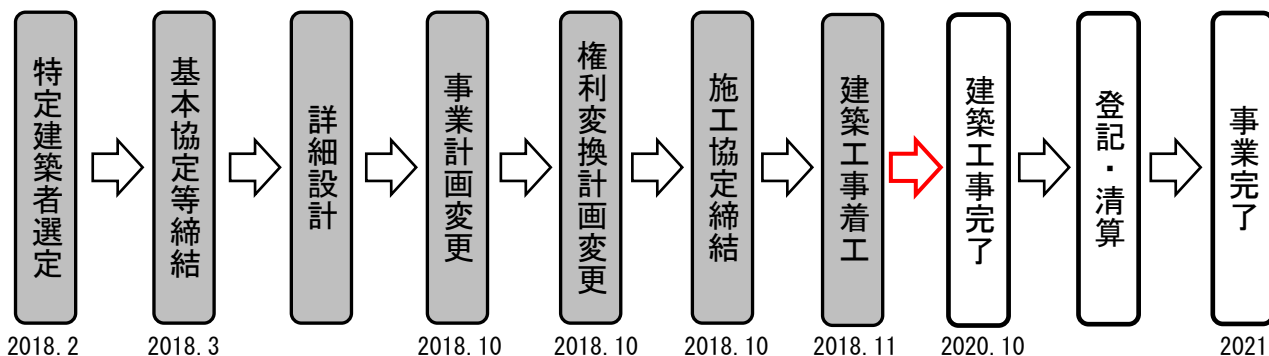 特定建築者選定
基本協定等締結
詳細設計
事業計画変更
権利変換計画変更
施工協定締結
建築工事着工
建築工事完了
登記・清算
事業完了
2018.2
2018.3
2018.10
2018.10
2018.10
2018.11
2020.10
2021